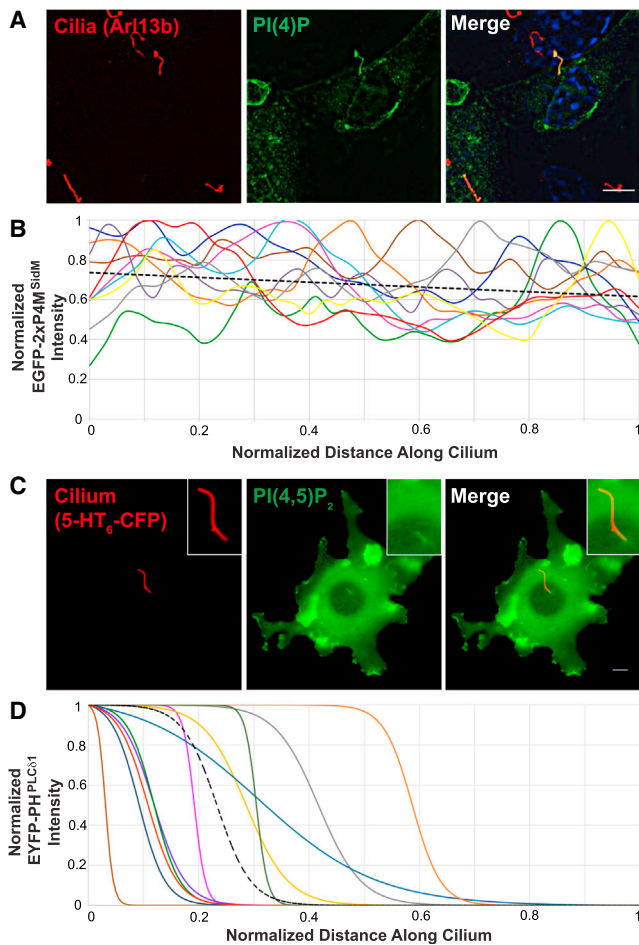 A
Cilia (Arl13b)
PI(4)P
Merge
B
Normalized
EGFP-2xP4M SidM
Intensity
1
0.8
0.6
0.4
0.2
0
0 0.2 0.4 0.6 0.8 1
Normalized Distance Along Cilium
C
Cilium
(5-HT6-CFP)
PI(4,5)P2
Merge
D
Normalized
EYFP-PH PLCδ1
Intensity
1
0.8
0.6
0.4
0.2
0
0 0.2 0.4 0.6 0.8 1
Normalized Distance Along Cilium